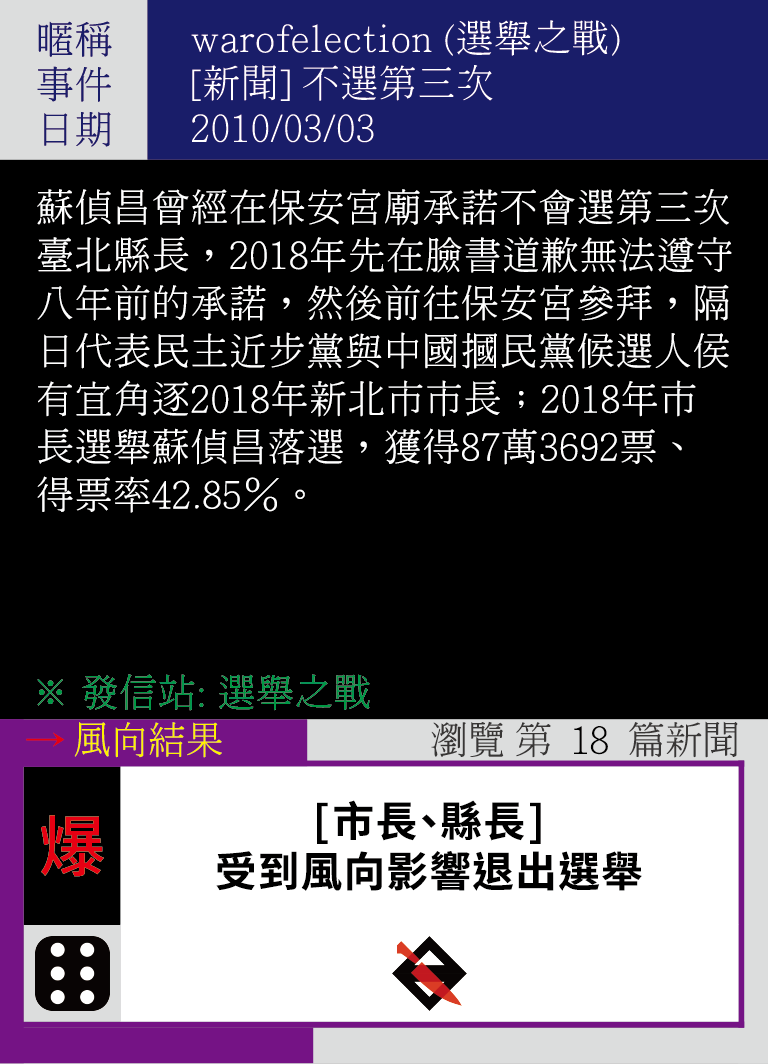 暱稱 warofelection (選舉之戰)
事件 [新聞] 不選第三次
日期 2010/03/03
蘇偵昌曾經在保安宮廟承諾不會選第三次
臺北縣長，2018年先在臉書道歉無法遵守
八年前的承諾，然後前往保安宮參拜，隔
日代表民主近步黨與中國摑民黨候選人侯
有宜角逐2018年新北市市長；2018年市
長選舉蘇偵昌落選，獲得87萬3692票、
得票率42.85％。
※ 發信站: 選舉之戰
→ 風向結果
瀏覽 第 18 篇新聞
爆
[市長、縣長]
受到風向影響退出選舉